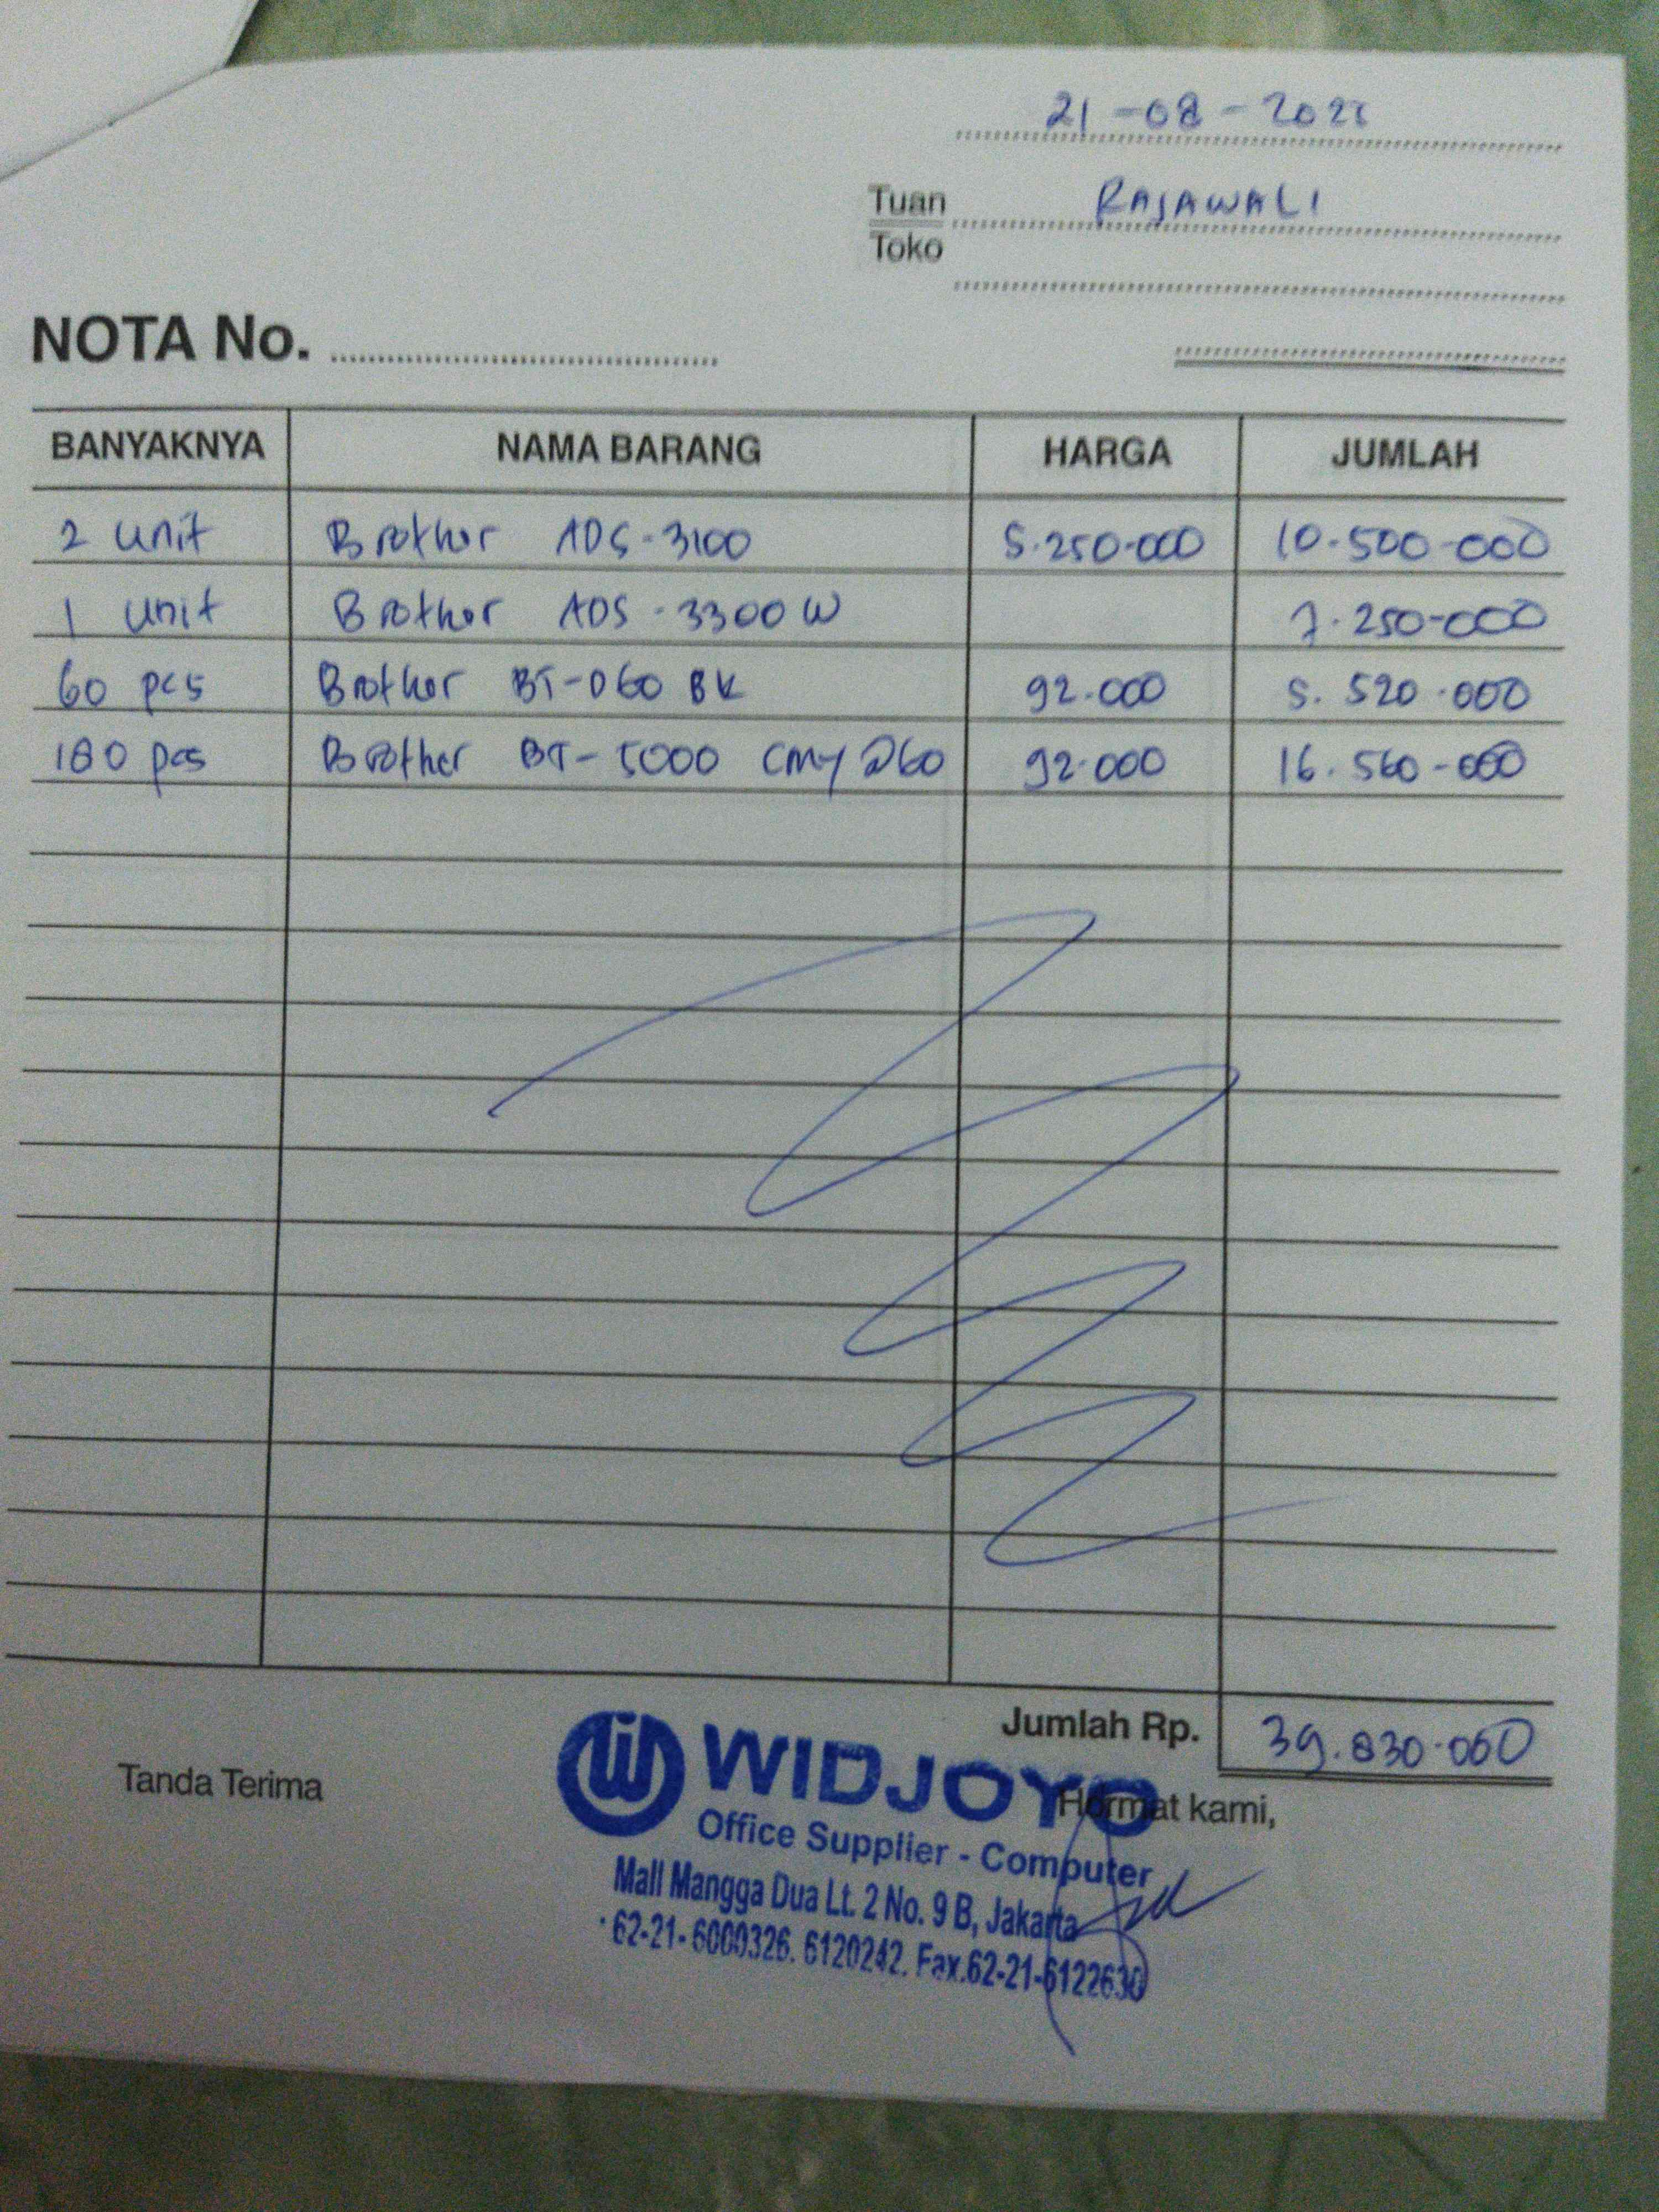 21-08-202
Tuan RAJAWALI
Toko
NOTA No.
BANYAKNYA NAMA BARANG HARGA JUMLAH
2 unit Brother ADS-3100 5.250.000 10.500.000
1 unit Brother ADS-3300W 7.250.000
60 pcs Brother BT-D60 BK 92.000 5.520.000
180 pcs Brother BT-5000 CMY @60 92.000 16.560.000
Jumlah Rp. 39.830.000
Tanda Terima Hormat kami,
WIDJOYO
Office Supplier - Computer
Mall Mangga Dua Lt. 2 No. 9 B, Jakarta
62-21-6000326. 6120242. Fax.62-21-6122630